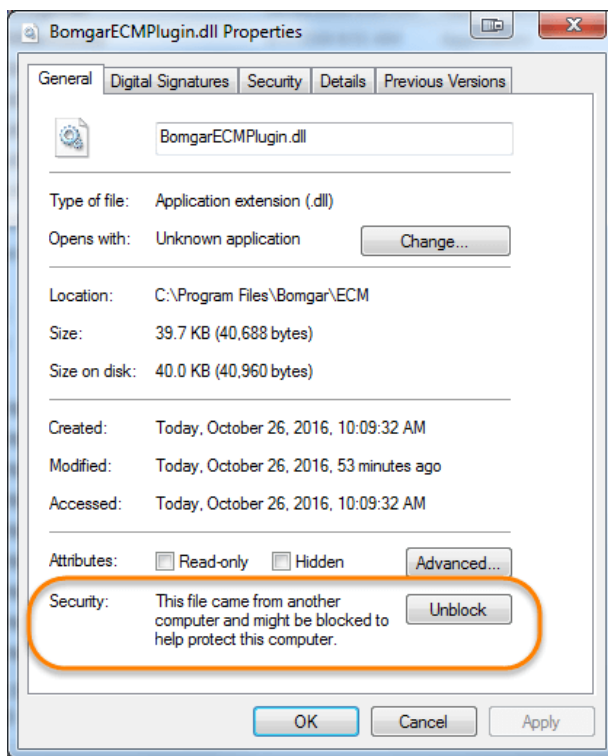 BomgarECMPlugin.dll Properties
General Digital Signatures Security Details Previous Versions
BomgarECMPlugin.dll
Type of file: Application extension (.dll)
Opens with: Unknown application Change...
Location: C:\Program Files\Bomgar\ECM
Size: 39.7 KB (40,688 bytes)
Size on disk: 40.0 KB (40,960 bytes)
Created: Today, October 26, 2016, 10:09:32 AM
Modified: Today, October 26, 2016, 53 minutes ago
Accessed: Today, October 26, 2016, 10:09:32 AM
Attributes: Read-only Hidden Advanced...
Security: This file came from another
computer and might be blocked to
help protect this computer.
Unblock
OK Cancel Apply